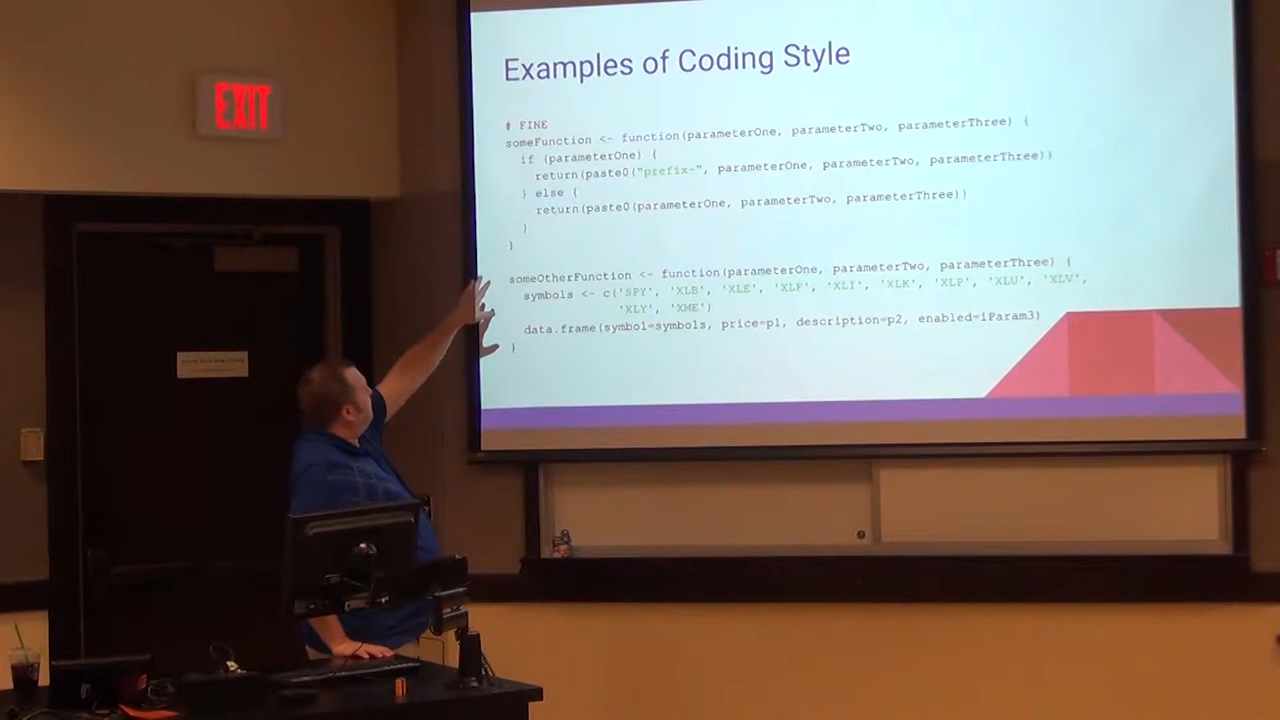 EXIT
Examples of Coding Style
# FINE
someFunction <- function(parameterOne, parameterTwo, parameterThree) {
  if (parameterOne) {
    return(paste0("prefix-", parameterOne, parameterTwo, parameterThree))
  } else {
    return(paste0(parameterOne, parameterTwo, parameterThree))
  }
}
someOtherFunction <- function(parameterOne, parameterTwo, parameterThree) {
  symbols <- c('SPY', 'XLB', 'XLE', 'XLF', 'XLI', 'XLK', 'XLP', 'XLU', 'XLV',
               'XLY', 'XME')
  data.frame(symbol=symbols, price=p1, description=p2, enabled=iParam3)
}